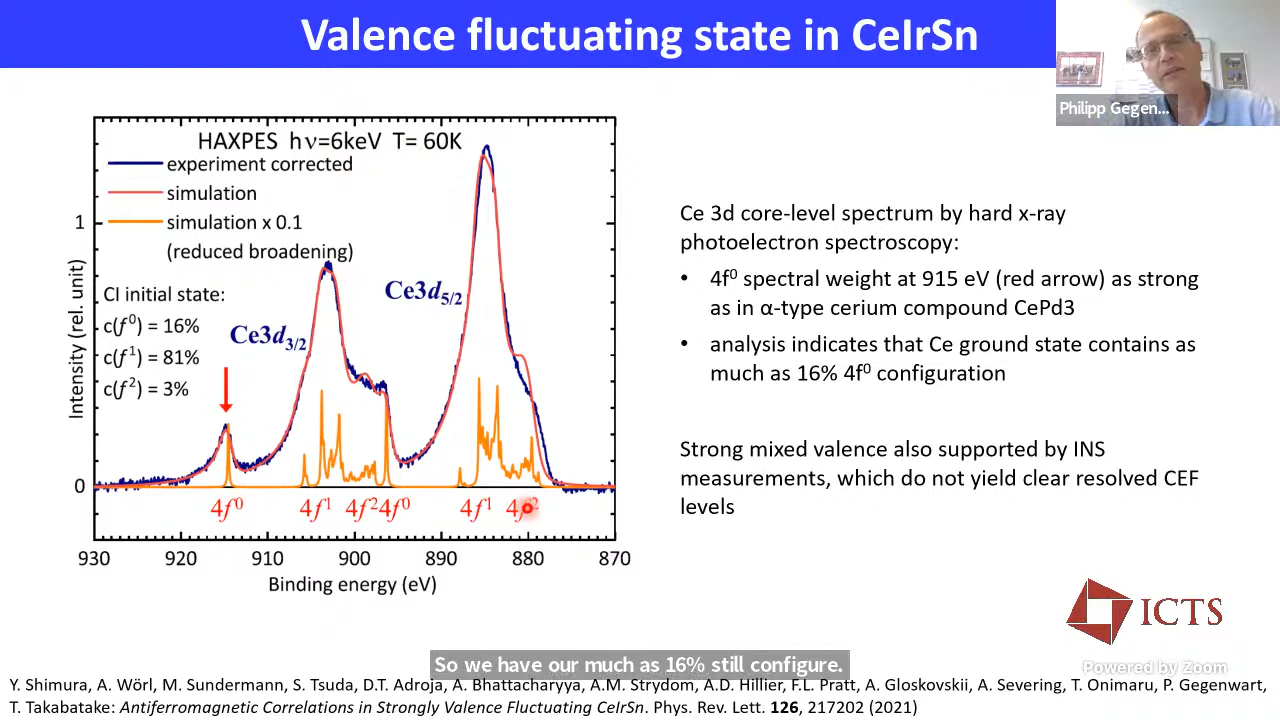 Valence fluctuating state in CeIrSn
Philipp Gegen...
HAXPES hν=6keV T= 60K
experiment corrected
simulation
simulation x 0.1
(reduced broadening)
CI initial state:
c(f⁰) = 16%
c(f¹) = 81%
c(f²) = 3%
Ce3d₃/₂
Ce3d₅/₂
1
0
Intensity (rel. unit)
4f⁰ 4f¹ 4f² 4f⁰ 4f¹ 4f²
930 920 910 900 890 880 870
Binding energy (eV)
Ce 3d core-level spectrum by hard x-ray
photoelectron spectroscopy:
• 4f⁰ spectral weight at 915 eV (red arrow) as strong
as in α-type cerium compound CePd3
• analysis indicates that Ce ground state contains as
much as 16% 4f⁰ configuration
Strong mixed valence also supported by INS
measurements, which do not yield clear resolved CEF
levels
ICTS
Powered by Zoom
So we have our much as 16% still configure.
Y. Shimura, A. Wörl, M. Sundermann, S. Tsuda, D.T. Adroja, A. Bhattacharyya, A.M. Strydom, A.D. Hillier, F.L. Pratt, A. Gloskovskii, A. Severing, T. Onimaru, P. Gegenwart,
T. Takabatake: Antiferromagnetic Correlations in Strongly Valence Fluctuating CeIrSn. Phys. Rev. Lett. 126, 217202 (2021)